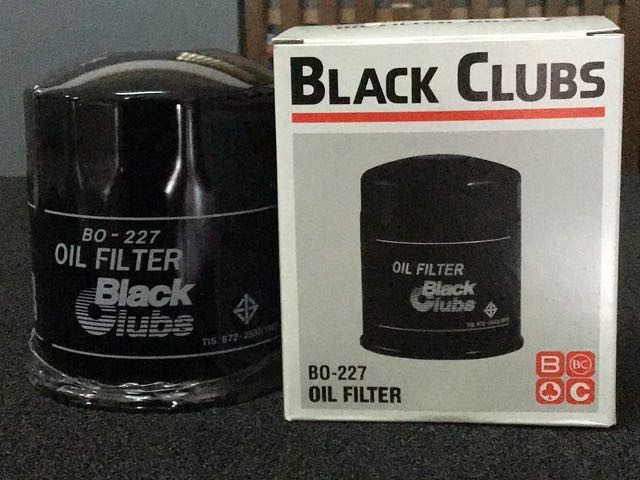 BO - 227
OIL FILTER
Black
Clubs
BLACK CLUBS
OIL FILTER
Black
Clubs
BO-227
OIL FILTER
B
BC
C